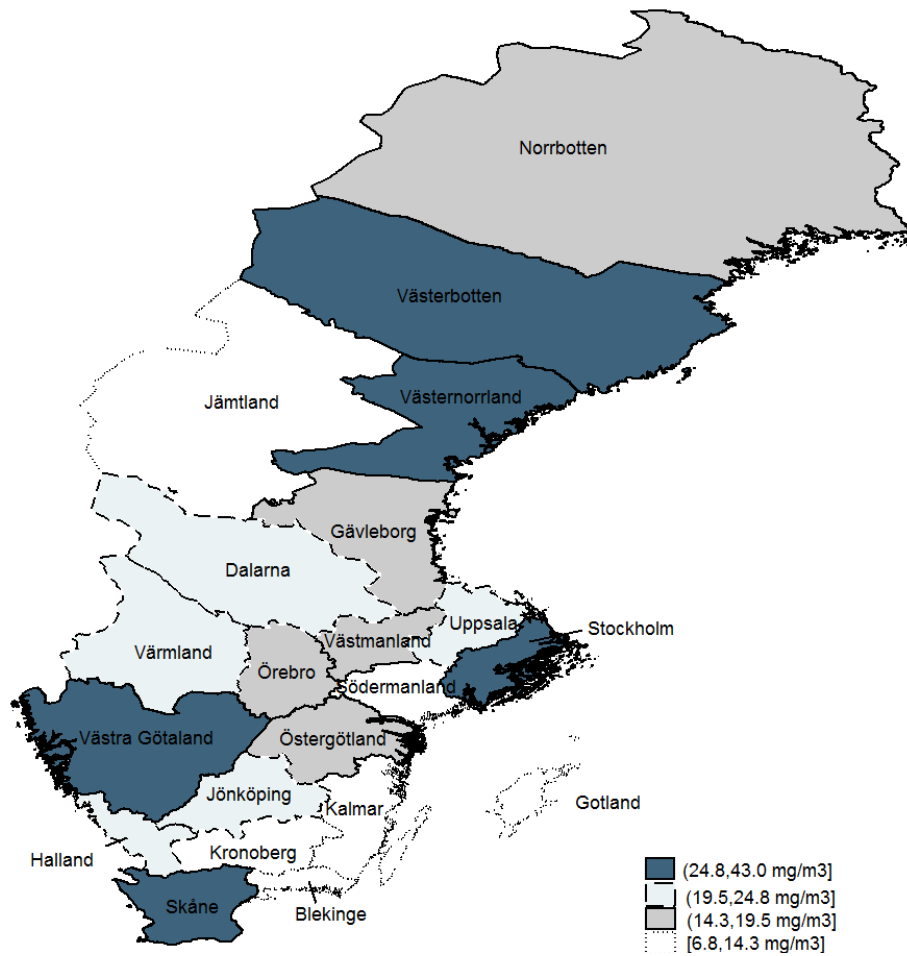 Norrbotten
Västerbotten
Västernorrland
Jämtland
Gävleborg
Dalarna
Uppsala
Stockholm
Västmanland
Värmland
Örebro
Södermanland
Västra Götaland
Östergötland
Jönköping
Kalmar
Gotland
Halland
Kronoberg
Skåne
Blekinge
(24.8,43.0 mg/m3]
(19.5,24.8 mg/m3]
(14.3,19.5 mg/m3]
[6.8,14.3 mg/m3]